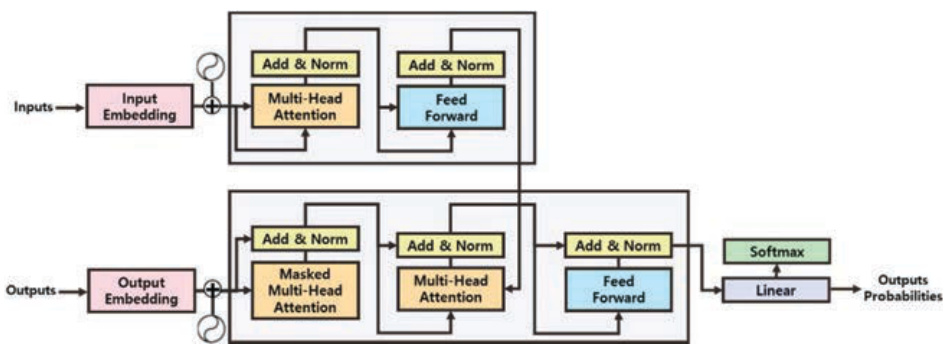 Inputs
Input
Embedding
Add & Norm
Multi-Head
Attention
Add & Norm
Feed
Forward
Outputs
Output
Embedding
Add & Norm
Masked
Multi-Head
Attention
Add & Norm
Multi-Head
Attention
Add & Norm
Feed
Forward
Softmax
Linear
Outputs
Probabilities